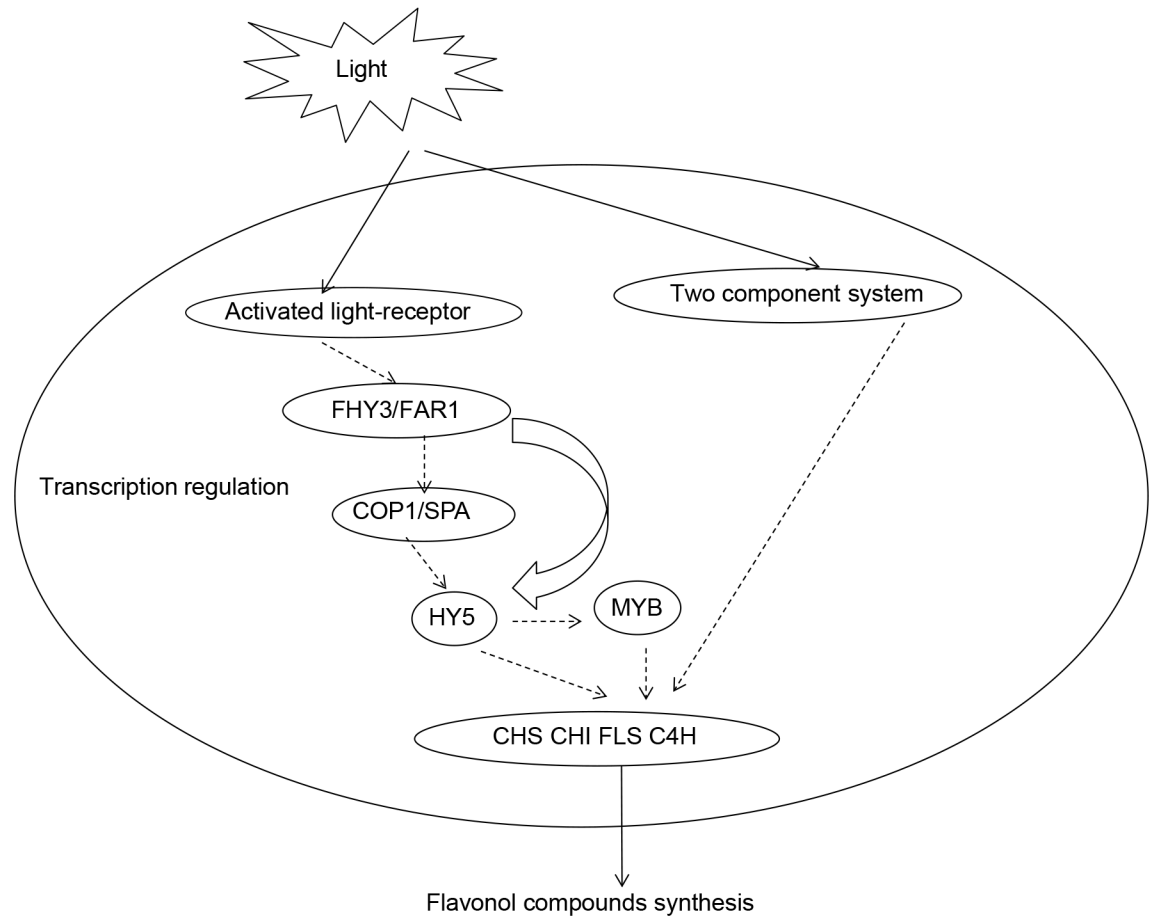 Light
Two component system
Activated light-receptor
FHY3/FAR1
Transcription regulation
COP1/SPA
HY5
MYB
CHS CHI FLS C4H
Flavonol compounds synthesis